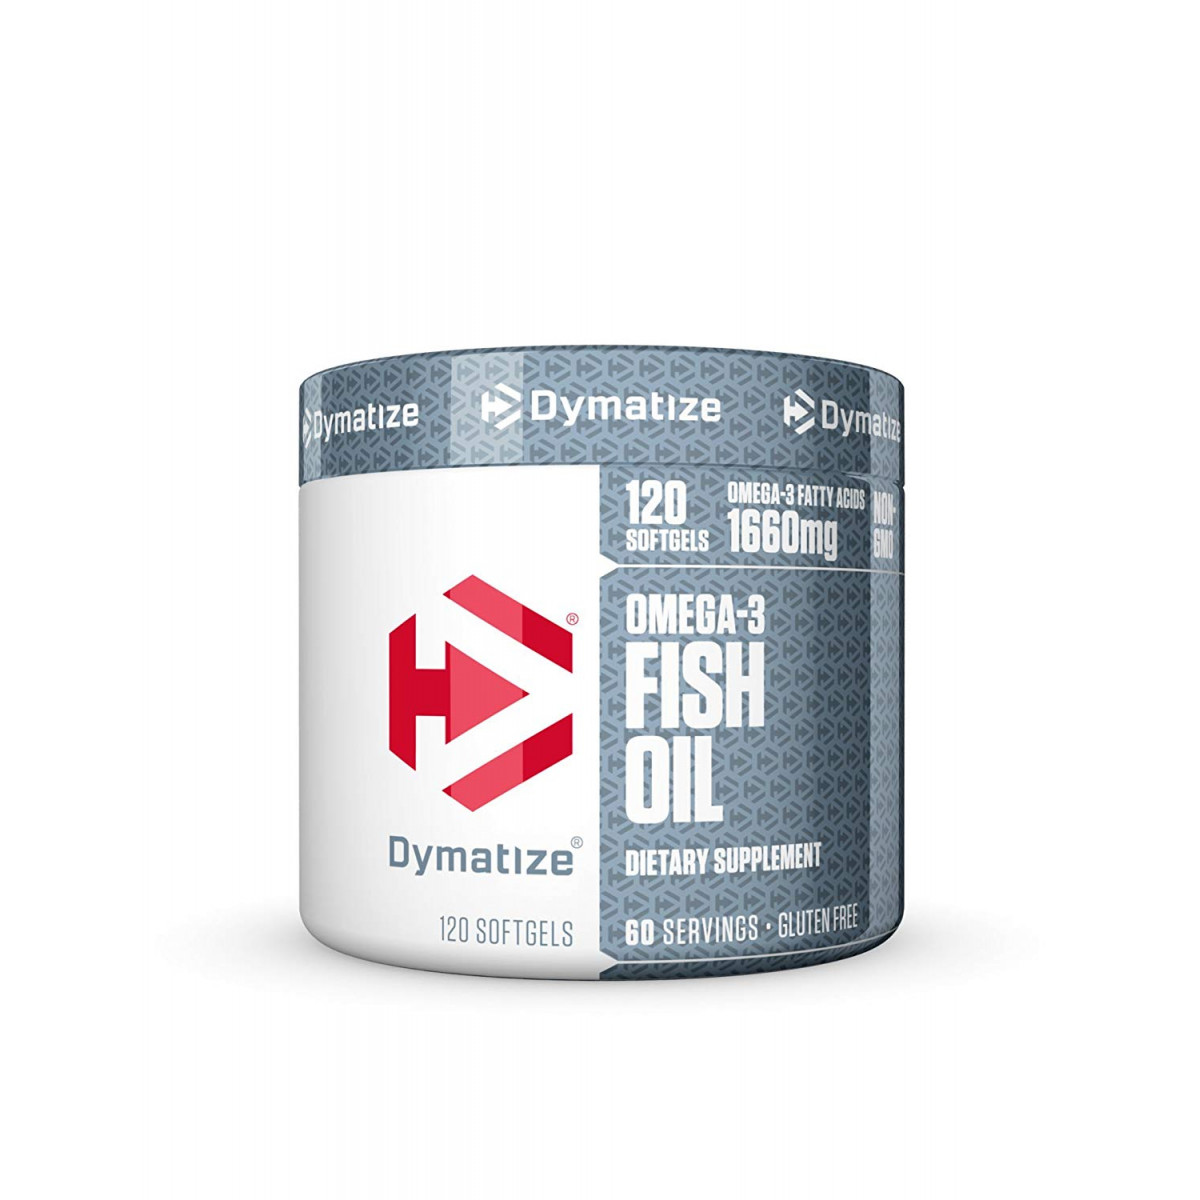 Dymatize Dymatize Dymatize
120
SOFTGELS
OMEGA-3 FATTY ACIDS
1660mg
NON-
GMO
OMEGA-3
FISH
OIL
DIETARY SUPPLEMENT
60 SERVINGS • GLUTEN FREE
Dymatize®
120 SOFTGELS